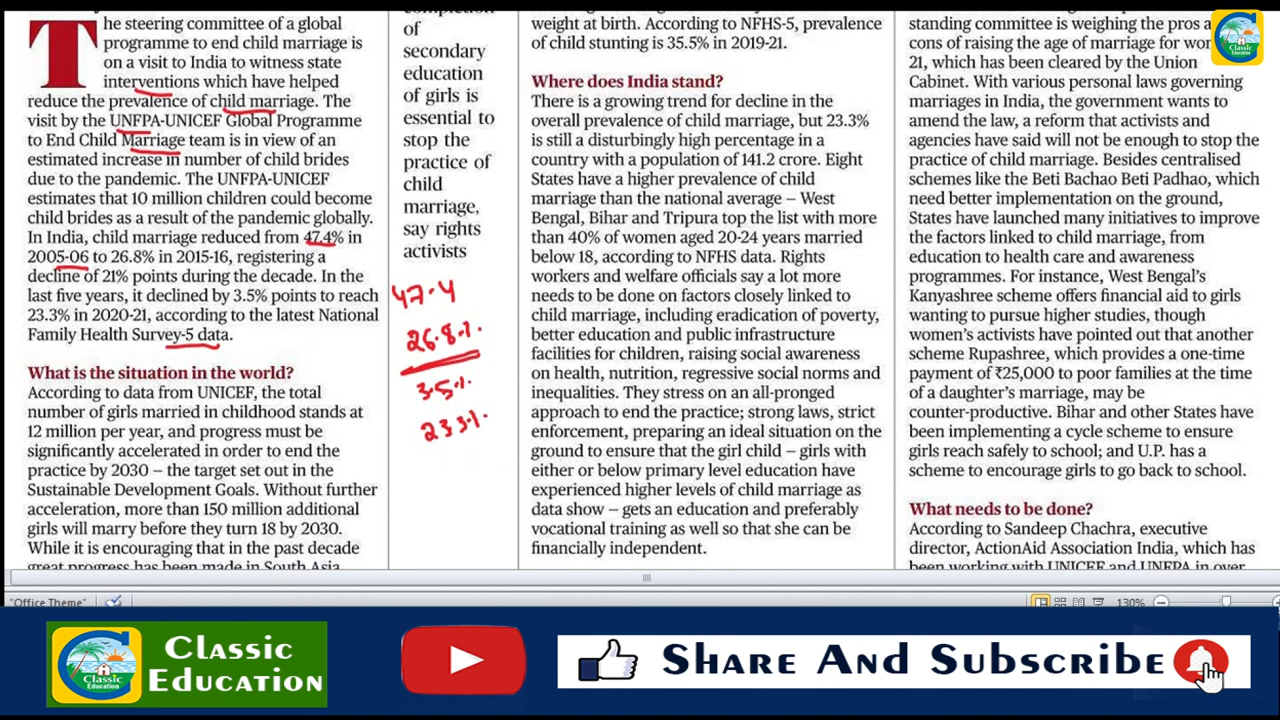 The steering committee of a global
programme to end child marriage is
on a visit to India to witness state
interventions which have helped
reduce the prevalence of child marriage. The
visit by the UNFPA-UNICEF Global Programme
to End Child Marriage team is in view of an
estimated increase in number of child brides
due to the pandemic. The UNFPA-UNICEF
estimates that 10 million children could become
child brides as a result of the pandemic globally.
In India, child marriage reduced from 47.4% in
2005-06 to 26.8% in 2015-16, registering a
decline of 21% points during the decade. In the
last five years, it declined by 3.5% points to reach
23.3% in 2020-21, according to the latest National
Family Health Survey-5 data.
What is the situation in the world?
According to data from UNICEF, the total
number of girls married in childhood stands at
12 million per year, and progress must be
significantly accelerated in order to end the
practice by 2030 – the target set out in the
Sustainable Development Goals. Without further
acceleration, more than 150 million additional
girls will marry before they turn 18 by 2030.
While it is encouraging that in the past decade
great progress has been made in South Asia,
completion
of
secondary
education
of girls is
essential to
stop the
practice of
child
marriage,
say rights
activists
47.4
26.8%.
3.5%.
233%.
weight at birth. According to NFHS-5, prevalence
of child stunting is 35.5% in 2019-21.
Where does India stand?
There is a growing trend for decline in the
overall prevalence of child marriage, but 23.3%
is still a disturbingly high percentage in a
country with a population of 141.2 crore. Eight
States have a higher prevalence of child
marriage than the national average – West
Bengal, Bihar and Tripura top the list with more
than 40% of women aged 20-24 years married
below 18, according to NFHS data. Rights
workers and welfare officials say a lot more
needs to be done on factors closely linked to
child marriage, including eradication of poverty,
better education and public infrastructure
facilities for children, raising social awareness
on health, nutrition, regressive social norms and
inequalities. They stress on an all-pronged
approach to end the practice; strong laws, strict
enforcement, preparing an ideal situation on the
ground to ensure that the girl child – girls with
either or below primary level education have
experienced higher levels of child marriage as
data show – gets an education and preferably
vocational training as well so that she can be
financially independent.
standing committee is weighing the pros a
cons of raising the age of marriage for wo
21, which has been cleared by the Union
Cabinet. With various personal laws governing
marriages in India, the government wants to
amend the law, a reform that activists and
agencies have said will not be enough to stop the
practice of child marriage. Besides centralised
schemes like the Beti Bachao Beti Padhao, which
need better implementation on the ground,
States have launched many initiatives to improve
the factors linked to child marriage, from
education to health care and awareness
programmes. For instance, West Bengal's
Kanyashree scheme offers financial aid to girls
wanting to pursue higher studies, though
women's activists have pointed out that another
scheme Rupashree, which provides a one-time
payment of ₹25,000 to poor families at the time
of a daughter's marriage, may be
counter-productive. Bihar and other States have
been implementing a cycle scheme to ensure
girls reach safely to school; and U.P. has a
scheme to encourage girls to go back to school.
What needs to be done?
According to Sandeep Chachra, executive
director, ActionAid Association India, which has
been working with UNICEF and UNFPA in over
Classic
Education
"Office Theme"
130%
Classic
Education
Classic
Education
Share And Subscribe